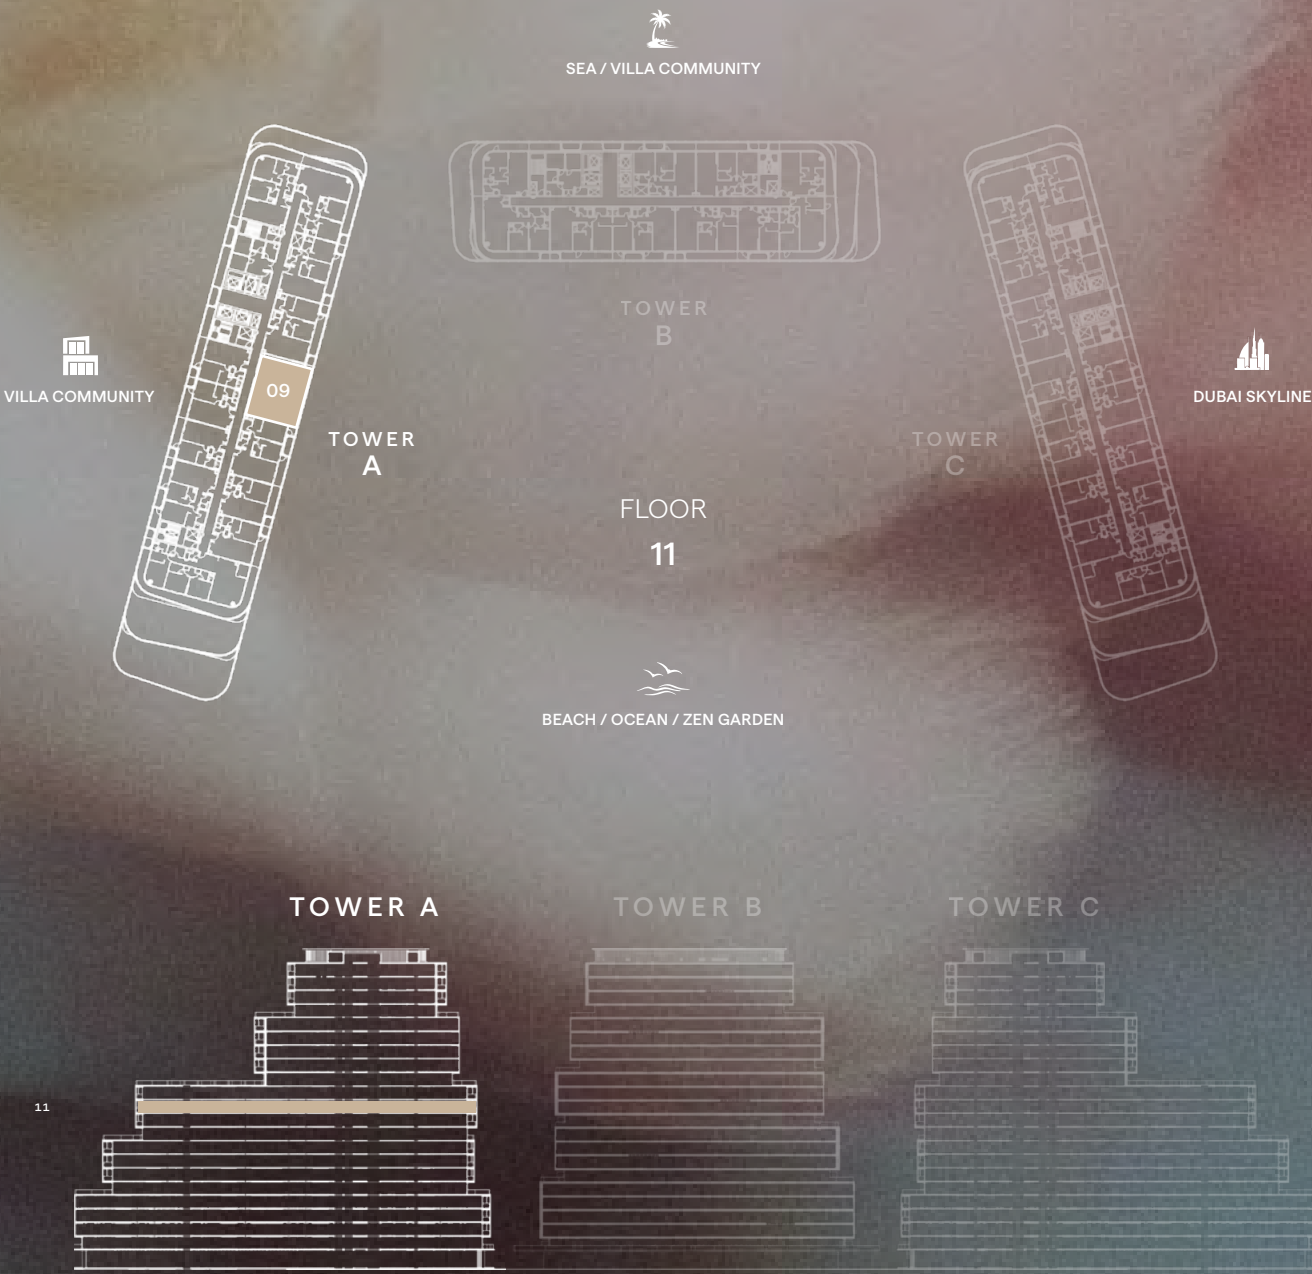 SEA / VILLA COMMUNITY
TOWER
B
VILLA COMMUNITY
09
DUBAI SKYLINE
TOWER
A
TOWER
C
FLOOR
11
BEACH / OCEAN / ZEN GARDEN
TOWER A
TOWER B
TOWER C
11